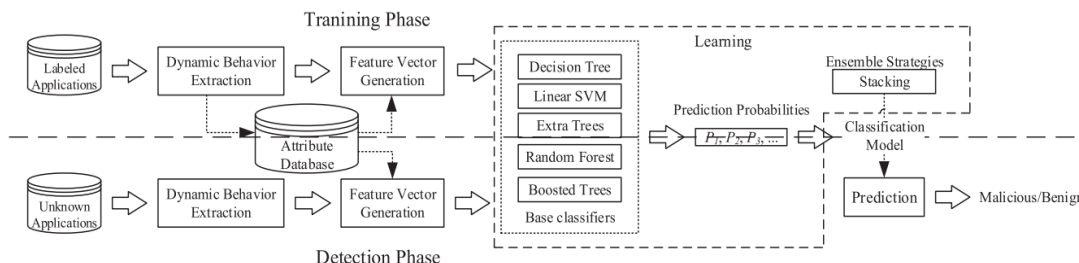 Tranining Phase
Labeled
Applications
Dynamic Behavior
Extraction
Feature Vector
Generation
Attribute
Database
Unknown
Applications
Dynamic Behavior
Extraction
Feature Vector
Generation
Detection Phase
Learning
Decision Tree
Linear SVM
Extra Trees
Random Forest
Boosted Trees
Base classifiers
Prediction Probabilities
P1, P2, P3, ...
Ensemble Strategies
Stacking
Classification
Model
Prediction
Malicious/Benign